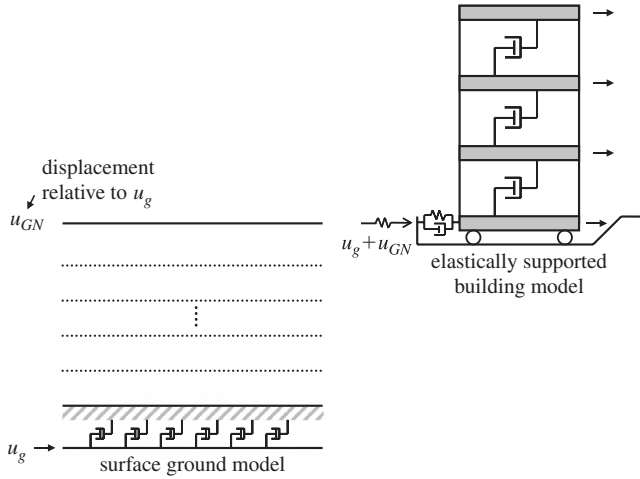 displacement
relative to u_g
u_GN
u_g+u_GN
elastically supported
building model
u_g
surface ground model